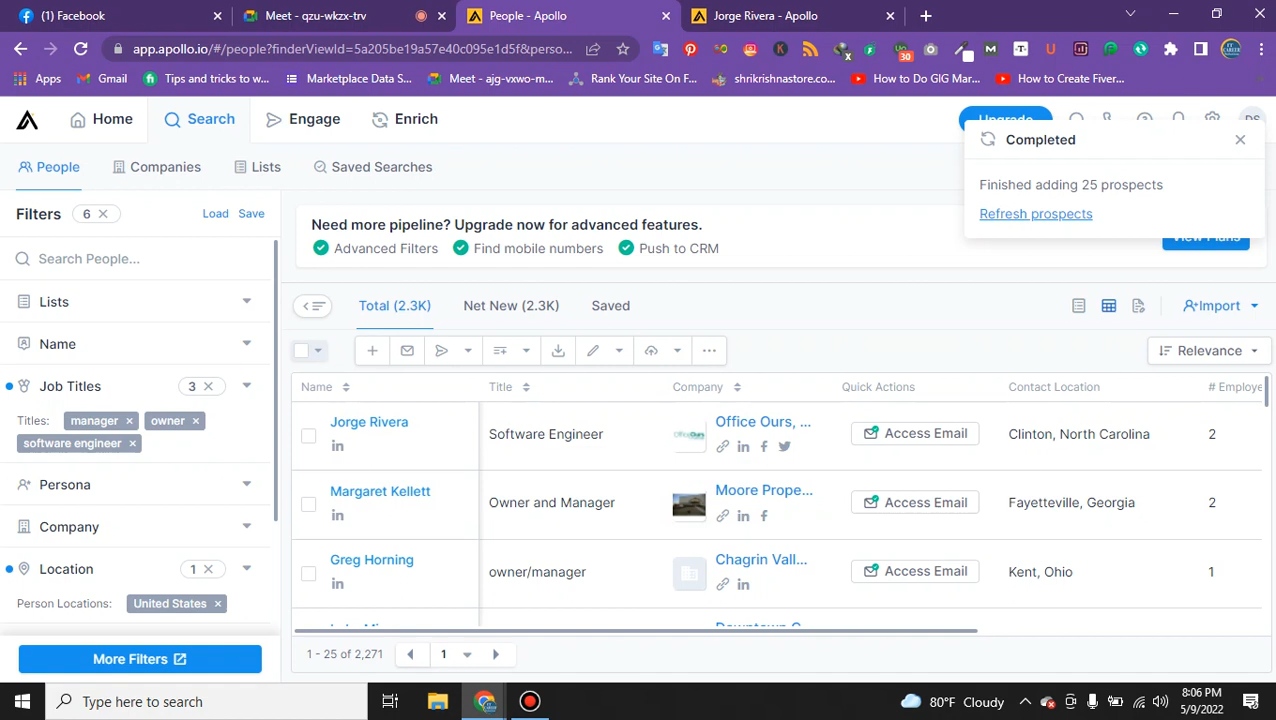 (1) Facebook
Meet - qzu-wkzx-trv
People - Apollo
Jorge Rivera - Apollo
app.apollo.io/#/people?finderViewId=5a205be19a57e40c095e1d5f&perso...
30
Apps
Gmail
Tips and tricks to w...
Marketplace Data S...
Meet - ajg-vxwo-m...
Rank Your Site On F...
shrikrishnastore.co...
How to Do GIG Mar...
How to Create Fiver...
Home
Search
Engage
Enrich
Upgrade
DS
People
Companies
Lists
Saved Searches
Completed
Finished adding 25 prospects
Refresh prospects
Filters 6
Load Save
Need more pipeline? Upgrade now for advanced features.
Advanced Filters Find mobile numbers Push to CRM
View Plans
Search People...
Lists
Name
Job Titles 3
Titles: manager owner
software engineer
Persona
Company
Location 1
Person Locations: United States
More Filters
Total (2.3K) Net New (2.3K) Saved
Import
Relevance
Name Title Company Quick Actions Contact Location # Employe
Jorge Rivera Software Engineer Office Ours, ... Access Email Clinton, North Carolina 2
Margaret Kellett Owner and Manager Moore Prope... Access Email Fayetteville, Georgia 2
Greg Horning owner/manager Chagrin Vall... Access Email Kent, Ohio 1
1 - 25 of 2,271 1
Type here to search
80°F Cloudy
8:06 PM
5/9/2022